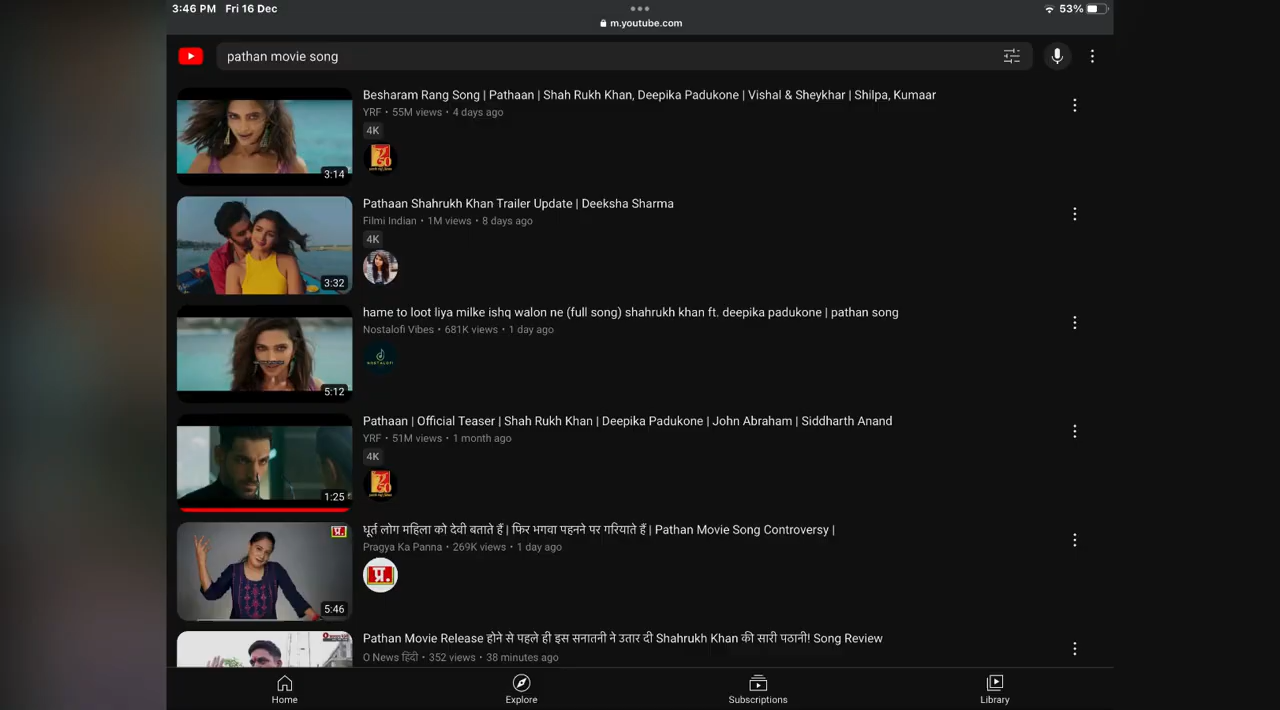 3:46 PM Fri 16 Dec
53%
m.youtube.com
pathan movie song
Besharam Rang Song | Pathaan | Shah Rukh Khan, Deepika Padukone | Vishal & Sheykhar | Shilpa, Kumaar
YRF • 55M views • 4 days ago
4K
3:14
Pathaan Shahrukh Khan Trailer Update | Deeksha Sharma
Filmi Indian • 1M views • 8 days ago
4K
3:32
hame to loot liya milke ishq walon ne (full song) shahrukh khan ft. deepika padukone | pathan song
Nostalofi Vibes • 681K views • 1 day ago
5:12
Pathaan | Official Teaser | Shah Rukh Khan | Deepika Padukone | John Abraham | Siddharth Anand
YRF • 51M views • 1 month ago
4K
1:25
धूर्त लोग महिला को देवी बताते हैं | फिर भगवा पहनने पर गरियाते हैं | Pathan Movie Song Controversy |
Pragya Ka Panna • 269K views • 1 day ago
प्र.
5:46
Pathan Movie Release होने से पहले ही इस सनातनी ने उतार दी Shahrukh Khan की सारी पठानी! Song Review
O News हिंदी • 352 views • 38 minutes ago
Home
Explore
Subscriptions
Library